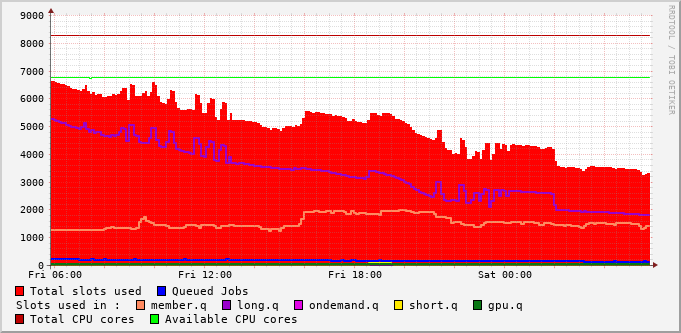 9000
8000
7000
6000
5000
4000
3000
2000
1000
0
Fri 06:00 Fri 12:00 Fri 18:00 Sat 00:00
RRDTOOL / TOBI OETIKER
Total slots used Queued Jobs
Slots used in : member.q long.q ondemand.q short.q gpu.q
Total CPU cores Available CPU cores